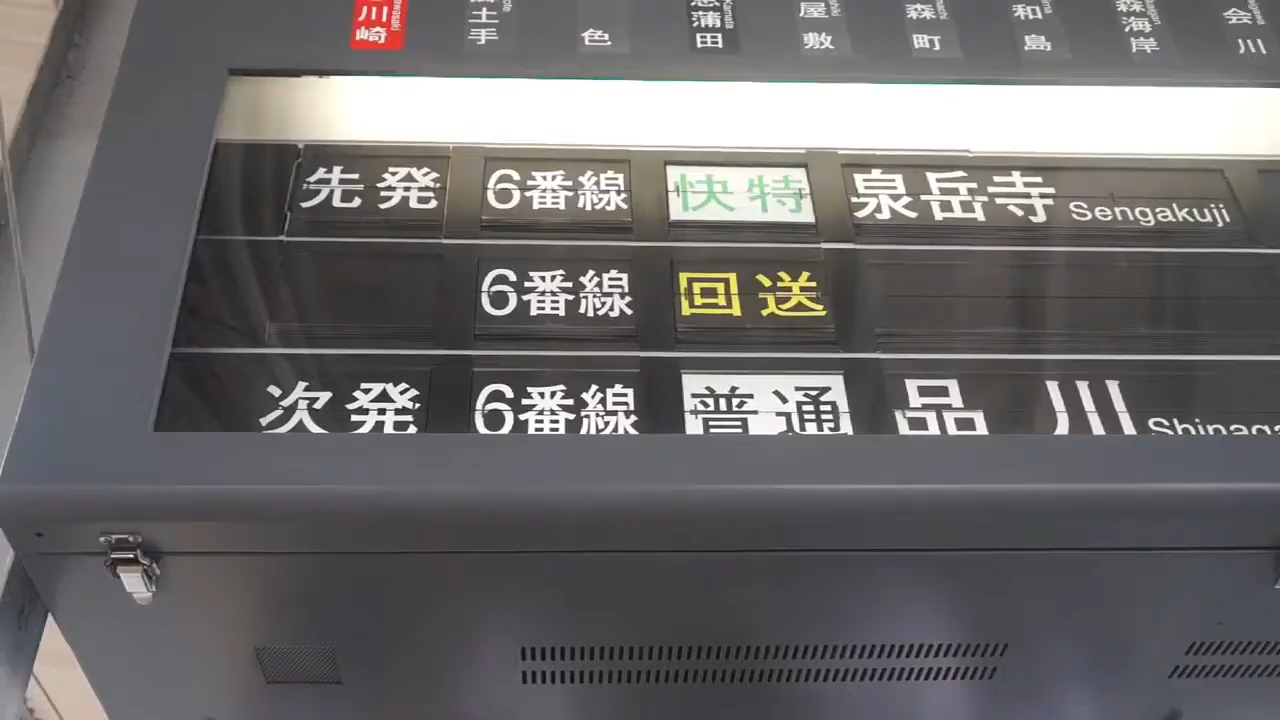 川崎 土手 色 蒲田 屋敷 森町 和島 森海岸 会川
先発 6番線 快特 泉岳寺 Sengakuji
6番線 回送
次発 6番線 普通 品川